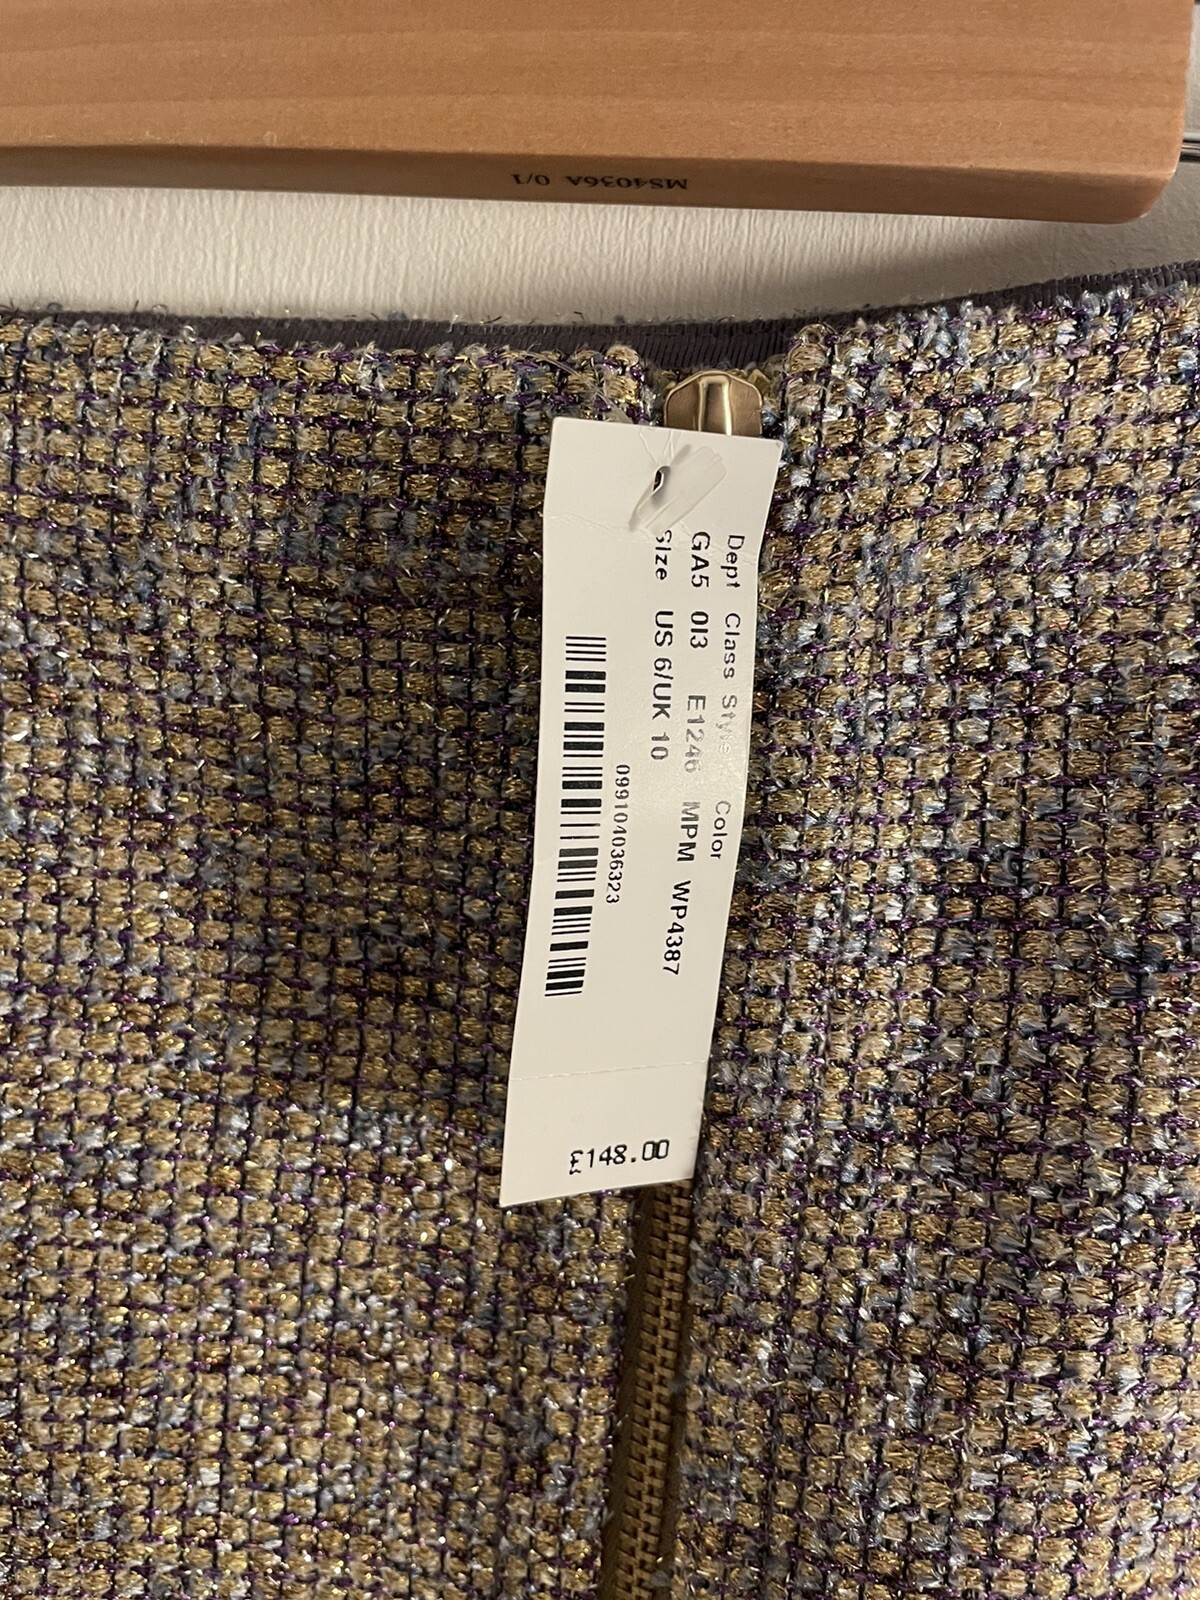 MS4036A 0/1
Dept Class Style Color
GA5 013 E1246 MPM WP4387
Size US 6/UK 10
099104036323
£148.00